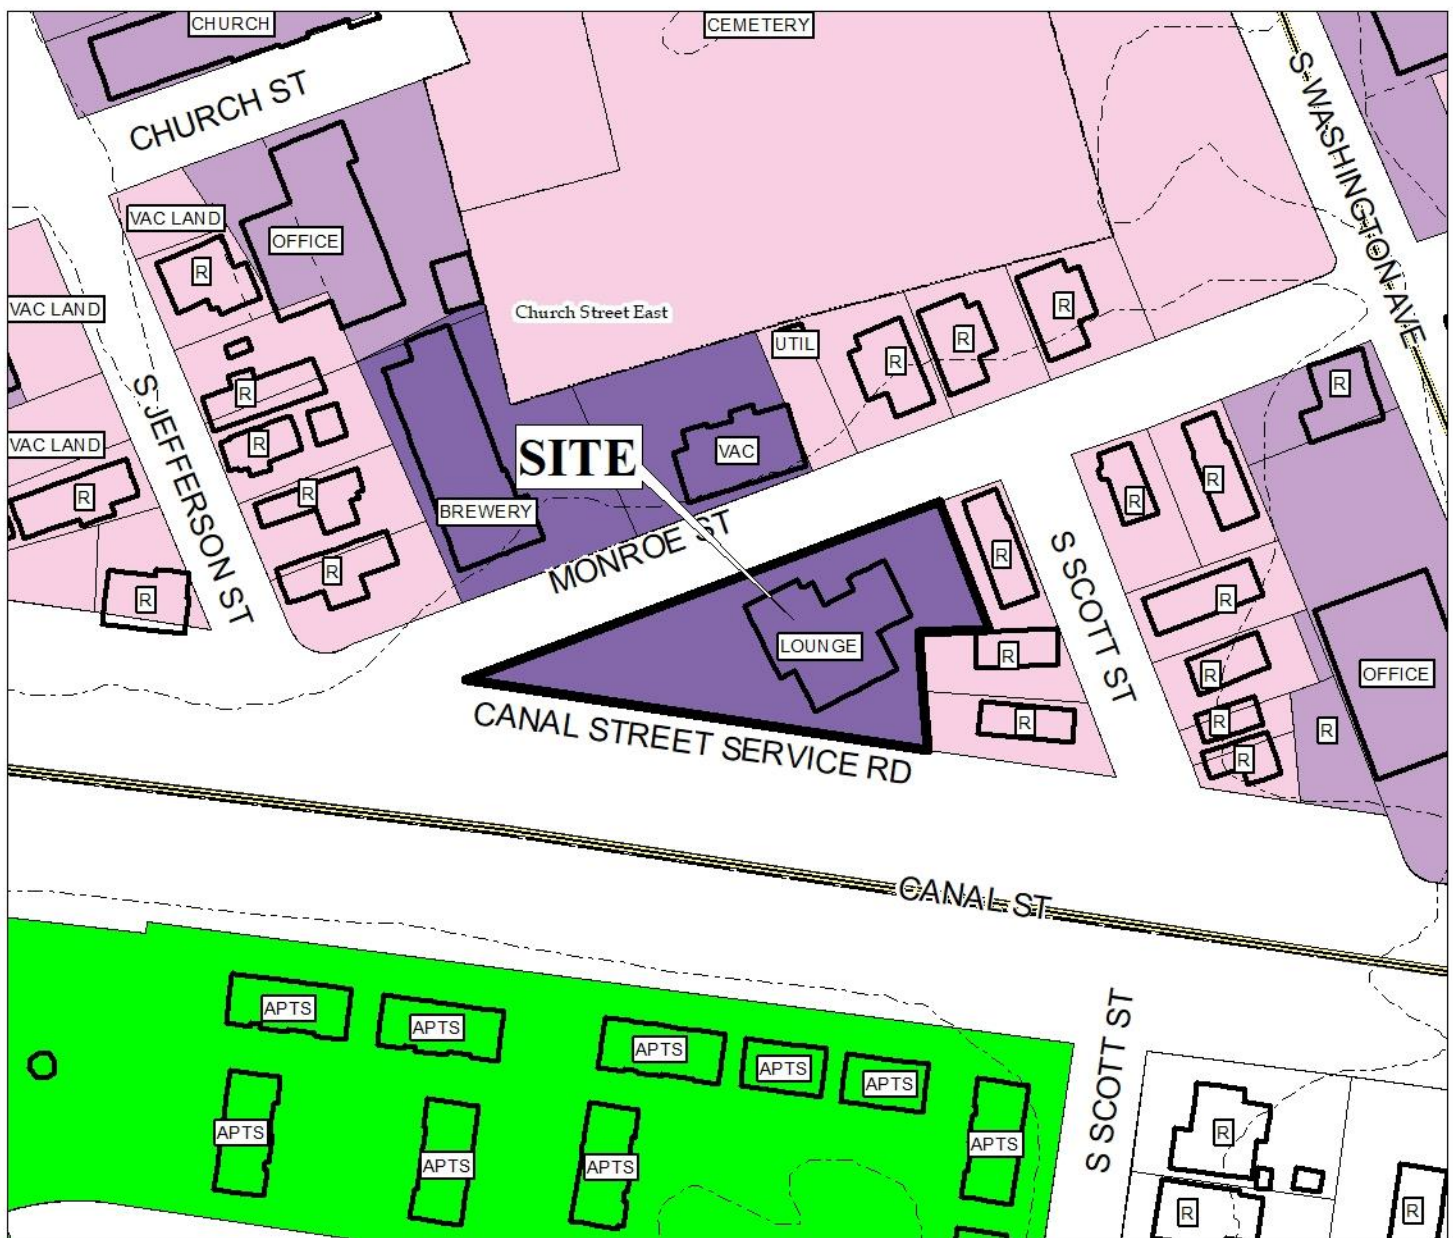 CHURCH
CEMETERY
CHURCH ST
S WASHINGTON AVE
VAC LAND
OFFICE
R
VAC LAND
Church Street East
UTIL
R
R
R
R
R
S JEFFERSON ST
VAC LAND
R
R
R
SITE
VAC
BREWERY
MONROE ST
R
R
R
R
R
S SCOTT ST
R
LOUNGE
R
R
OFFICE
CANAL STREET SERVICE RD
R
R
R
R
CANAL ST
APTS
APTS
APTS
APTS
APTS
S SCOTT ST
APTS
APTS
APTS
APTS
R
R
R